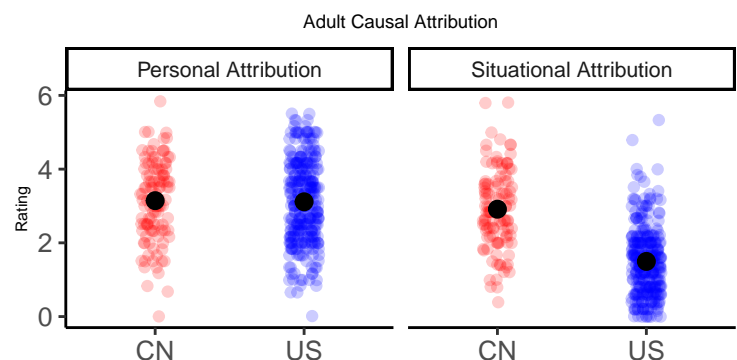 Adult Causal Attribution
Personal Attribution
Situational Attribution
Rating
6
4
2
0
CN
US
CN
US